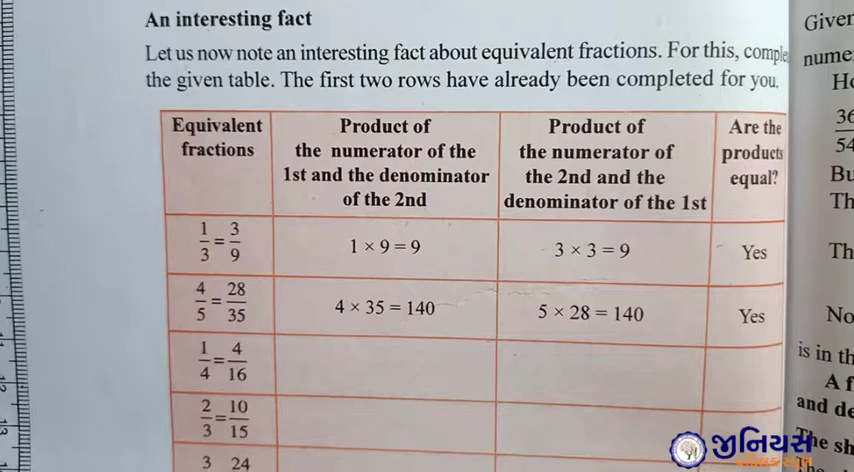 An interesting fact
Let us now note an interesting fact about equivalent fractions. For this, comple
the given table. The first two rows have already been completed for you.
Equivalent fractions
Product of the numerator of the 1st and the denominator of the 2nd
Product of the numerator of the 2nd and the denominator of the 1st
Are the products equal?
1/3 = 3/9
1 × 9 = 9
3 × 3 = 9
Yes
4/5 = 28/35
4 × 35 = 140
5 × 28 = 140
Yes
1/4 = 4/16
2/3 = 10/15
3 24
Given
nume
Ho
36
54
Bu
Th
Th
No
is in th
A f
and de
The sh
જીનિયસ